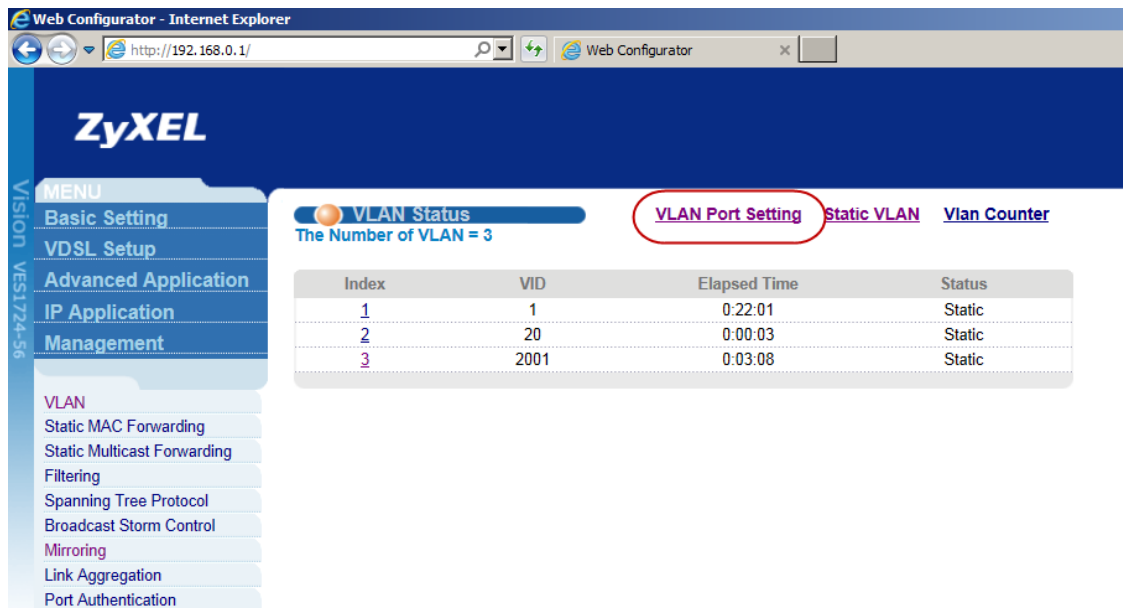 Web Configurator - Internet Explorer
http://192.168.0.1/
Web Configurator
ZyXEL
Vision VES1724-56
MENU
Basic Setting
VDSL Setup
Advanced Application
IP Application
Management
VLAN
Static MAC Forwarding
Static Multicast Forwarding
Filtering
Spanning Tree Protocol
Broadcast Storm Control
Mirroring
Link Aggregation
Port Authentication
VLAN Status VLAN Port Setting Static VLAN Vlan Counter
The Number of VLAN = 3
Index VID Elapsed Time Status
1 1 0:22:01 Static
2 20 0:00:03 Static
3 2001 0:03:08 Static